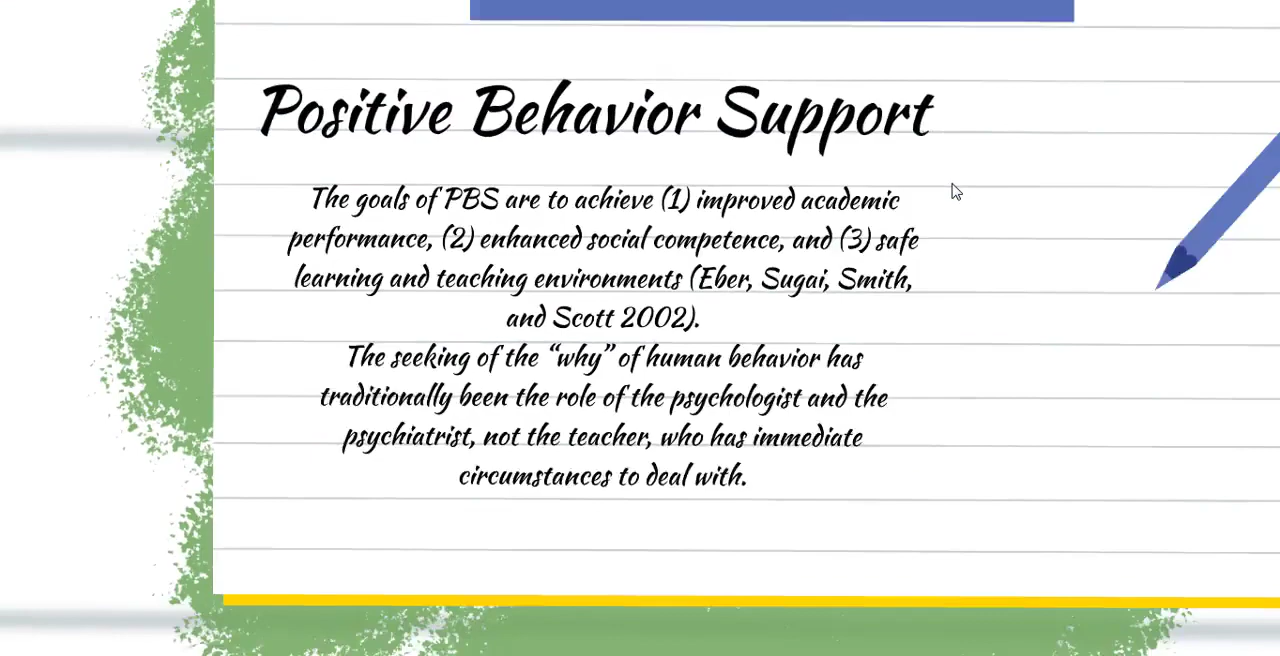 Positive Behavior Support
The goals of PBS are to achieve (1) improved academic
performance, (2) enhanced social competence, and (3) safe
learning and teaching environments (Eber, Sugai, Smith,
and Scott 2002).
The seeking of the “why” of human behavior has
traditionally been the role of the psychologist and the
psychiatrist, not the teacher, who has immediate
circumstances to deal with.